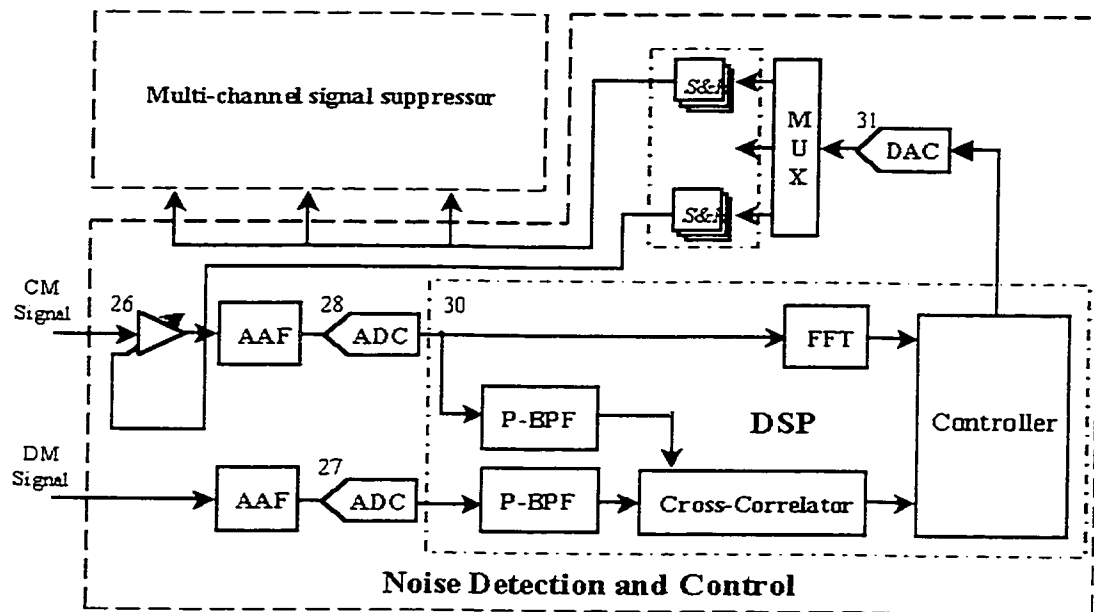 Multi-channel signal suppressor
S&H
S&H
M
U
X
31
DAC
CM
Signal
26
AAF
28
ADC
30
FFT
P-BPF
DSP
Controller
DM
Signal
AAF
27
ADC
P-BPF
Cross-Correlator
Noise Detection and Control